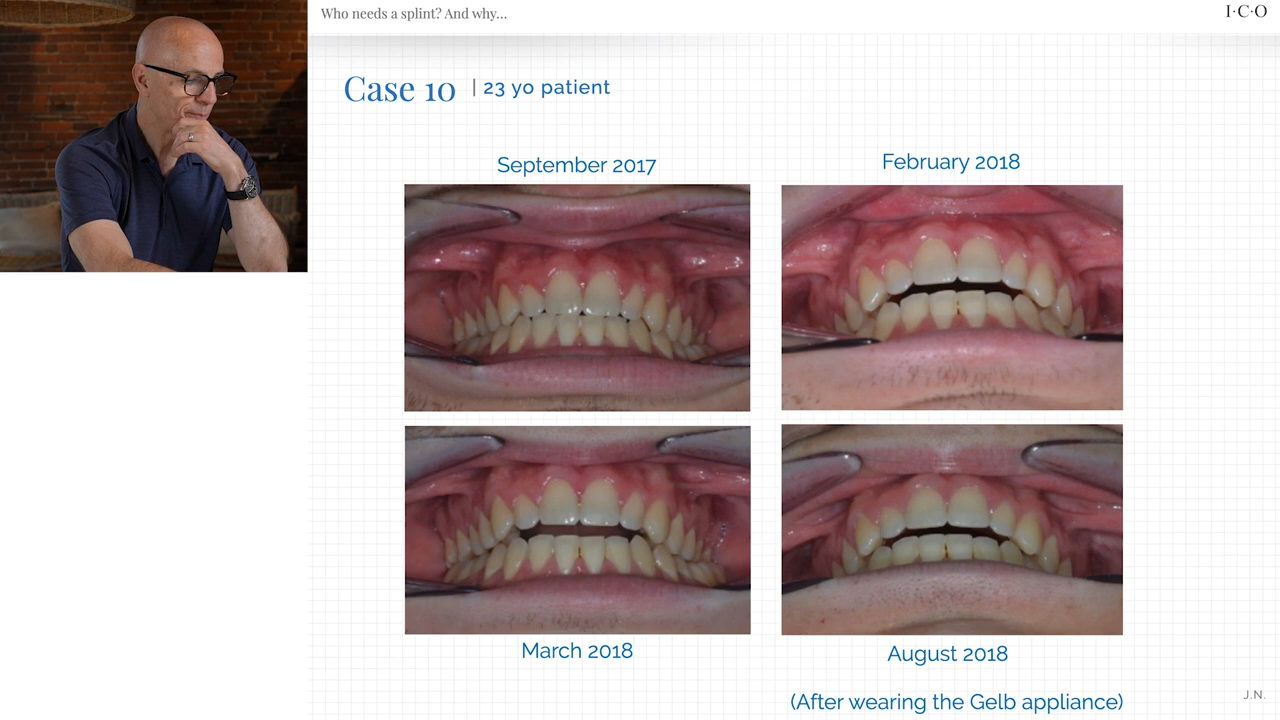 Who needs a splint? And why...
I·C·O
Case 10 | 23 yo patient
September 2017
February 2018
March 2018
August 2018
(After wearing the Gelb appliance)
J.N.